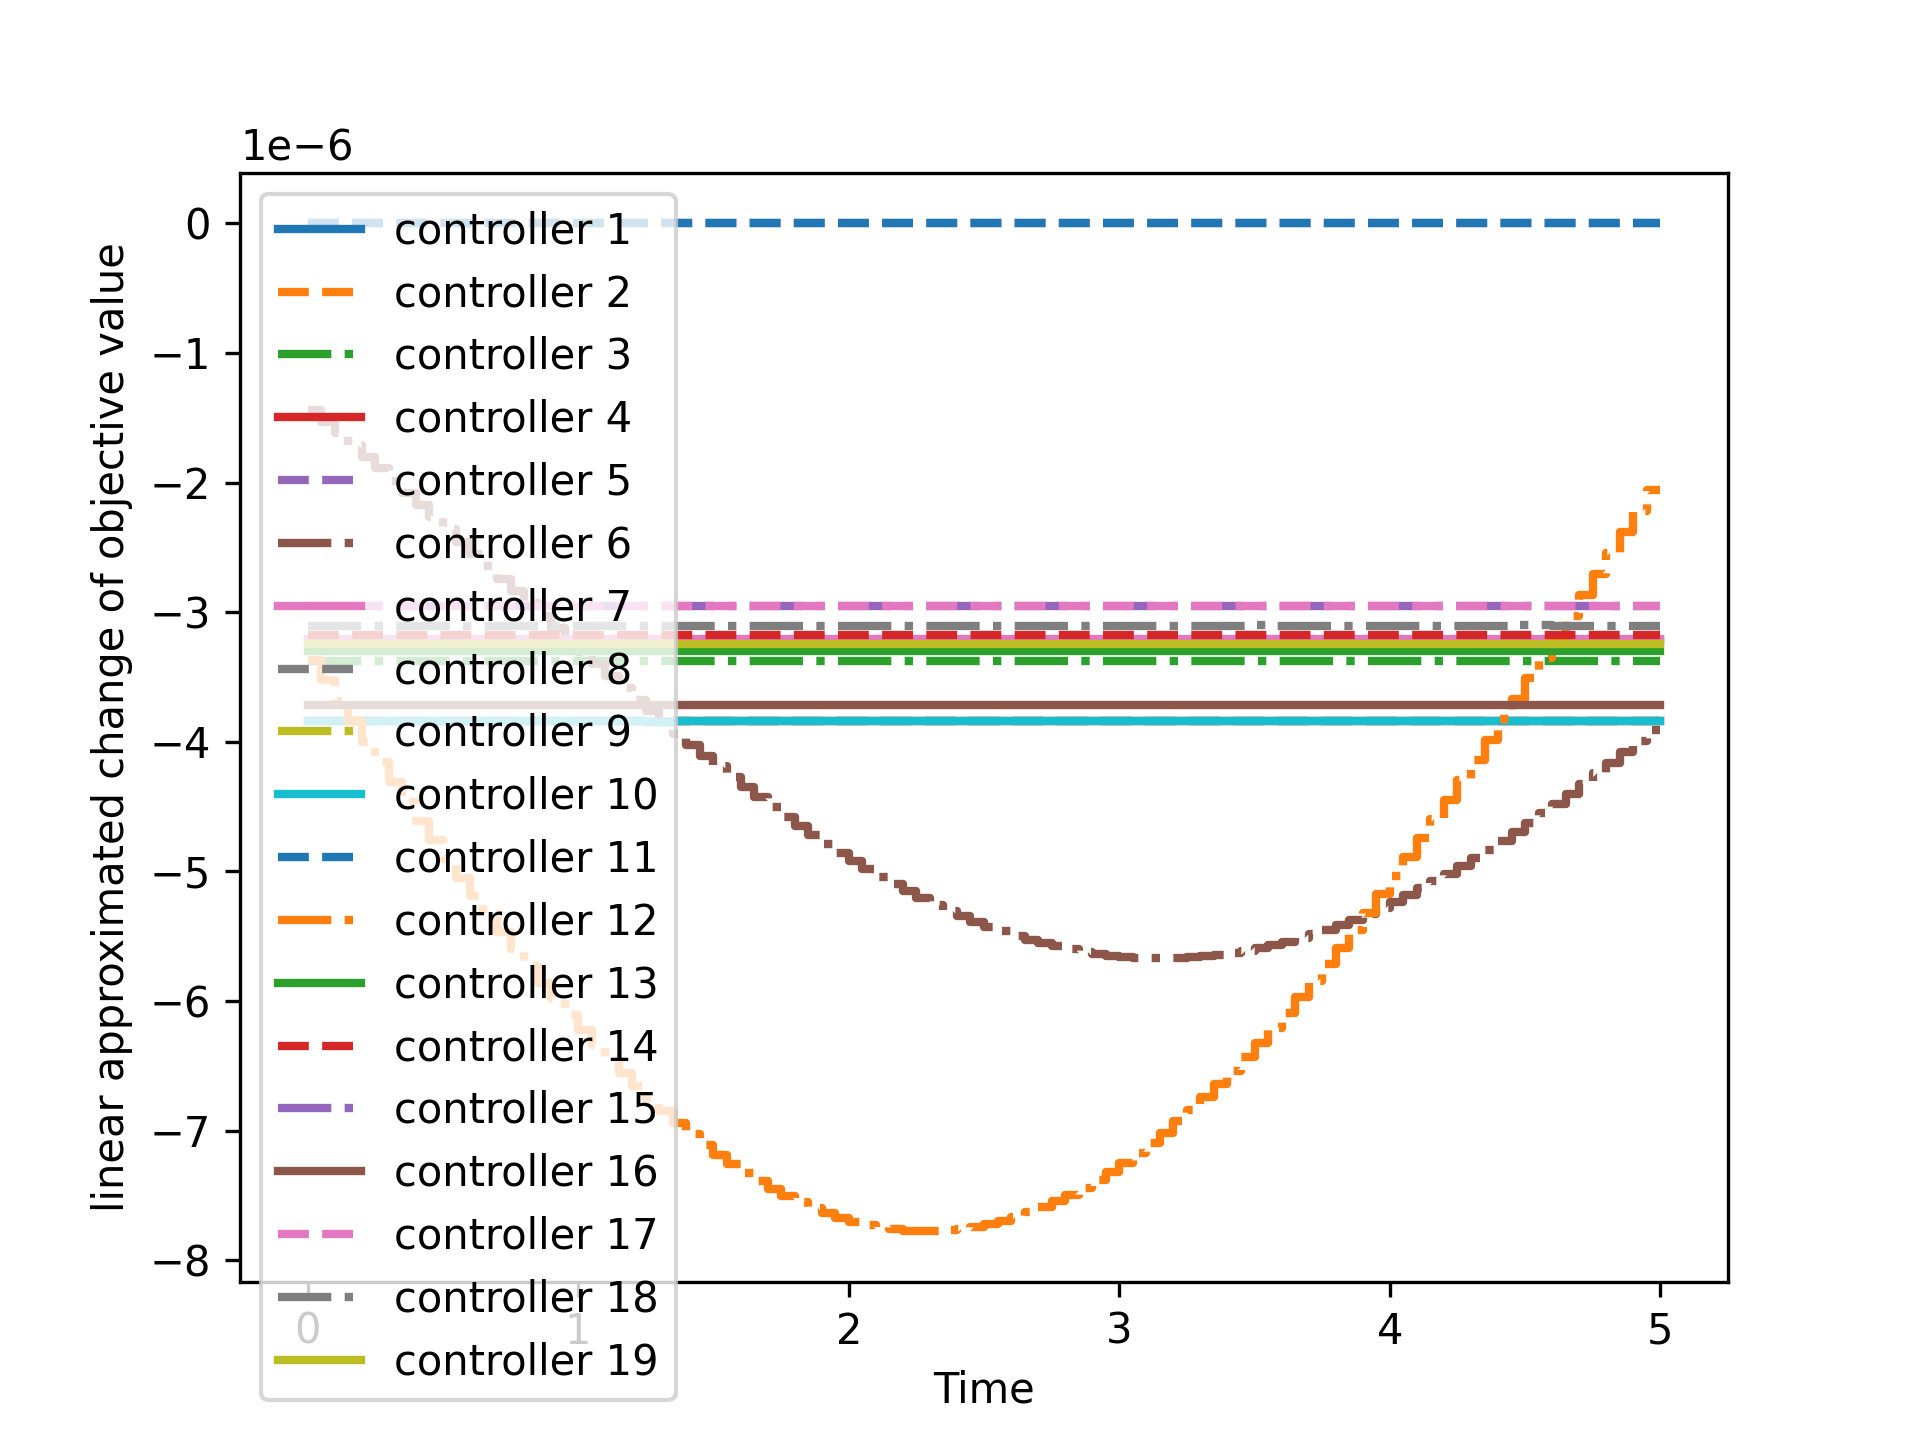 1e−6
0
−1
−2
−3
−4
−5
−6
−7
−8
linear approximated change of objective value
controller 1
controller 2
controller 3
controller 4
controller 5
controller 6
controller 7
controller 8
controller 9
controller 10
controller 11
controller 12
controller 13
controller 14
controller 15
controller 16
controller 17
controller 18
controller 19
0 1 2 3 4 5
Time